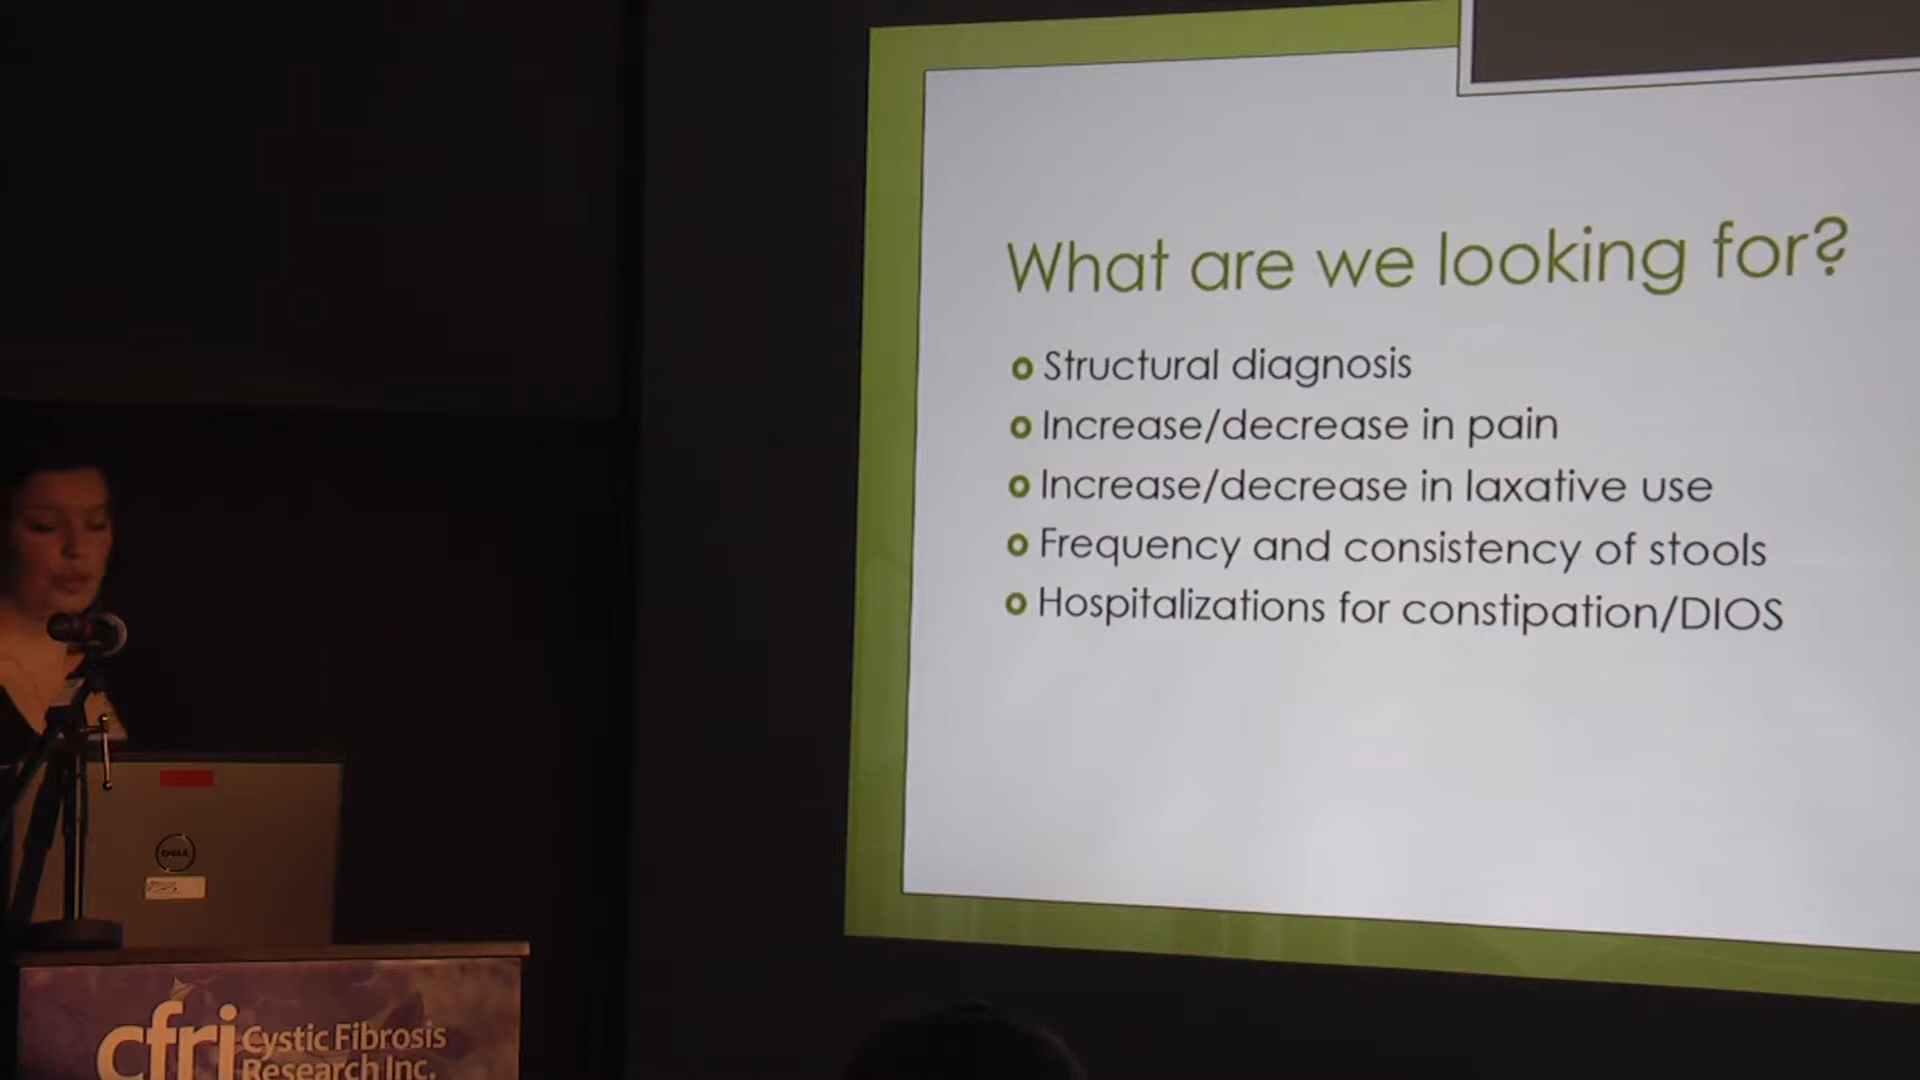 What are we looking for?
Structural diagnosis
Increase/decrease in pain
Increase/decrease in laxative use
Frequency and consistency of stools
Hospitalizations for constipation/DIOS
DELL
cfri Cystic Fibrosis
Research Inc.